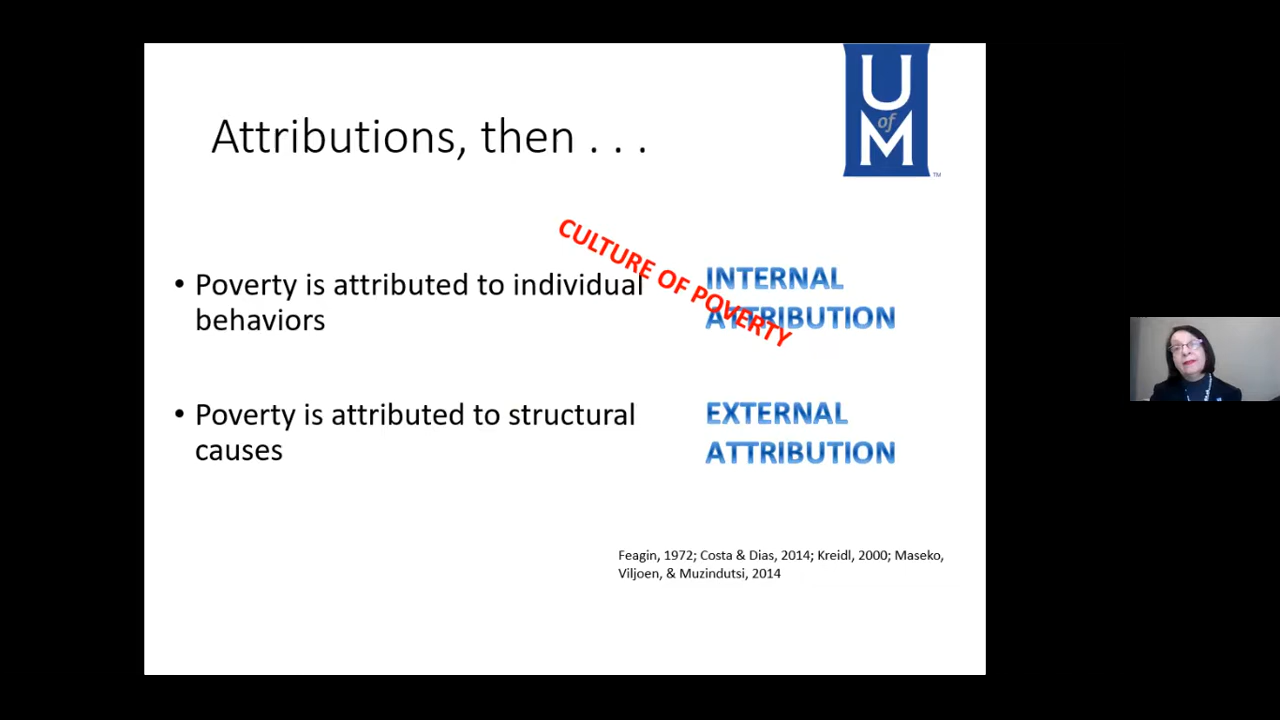 U
of
M
TM
Attributions, then . . .
CULTURE OF POVERTY
• Poverty is attributed to individual
behaviors
INTERNAL
ATTRIBUTION
• Poverty is attributed to structural
causes
EXTERNAL
ATTRIBUTION
Feagin, 1972; Costa & Dias, 2014; Kreidl, 2000; Maseko,
Viljoen, & Muzindutsi, 2014